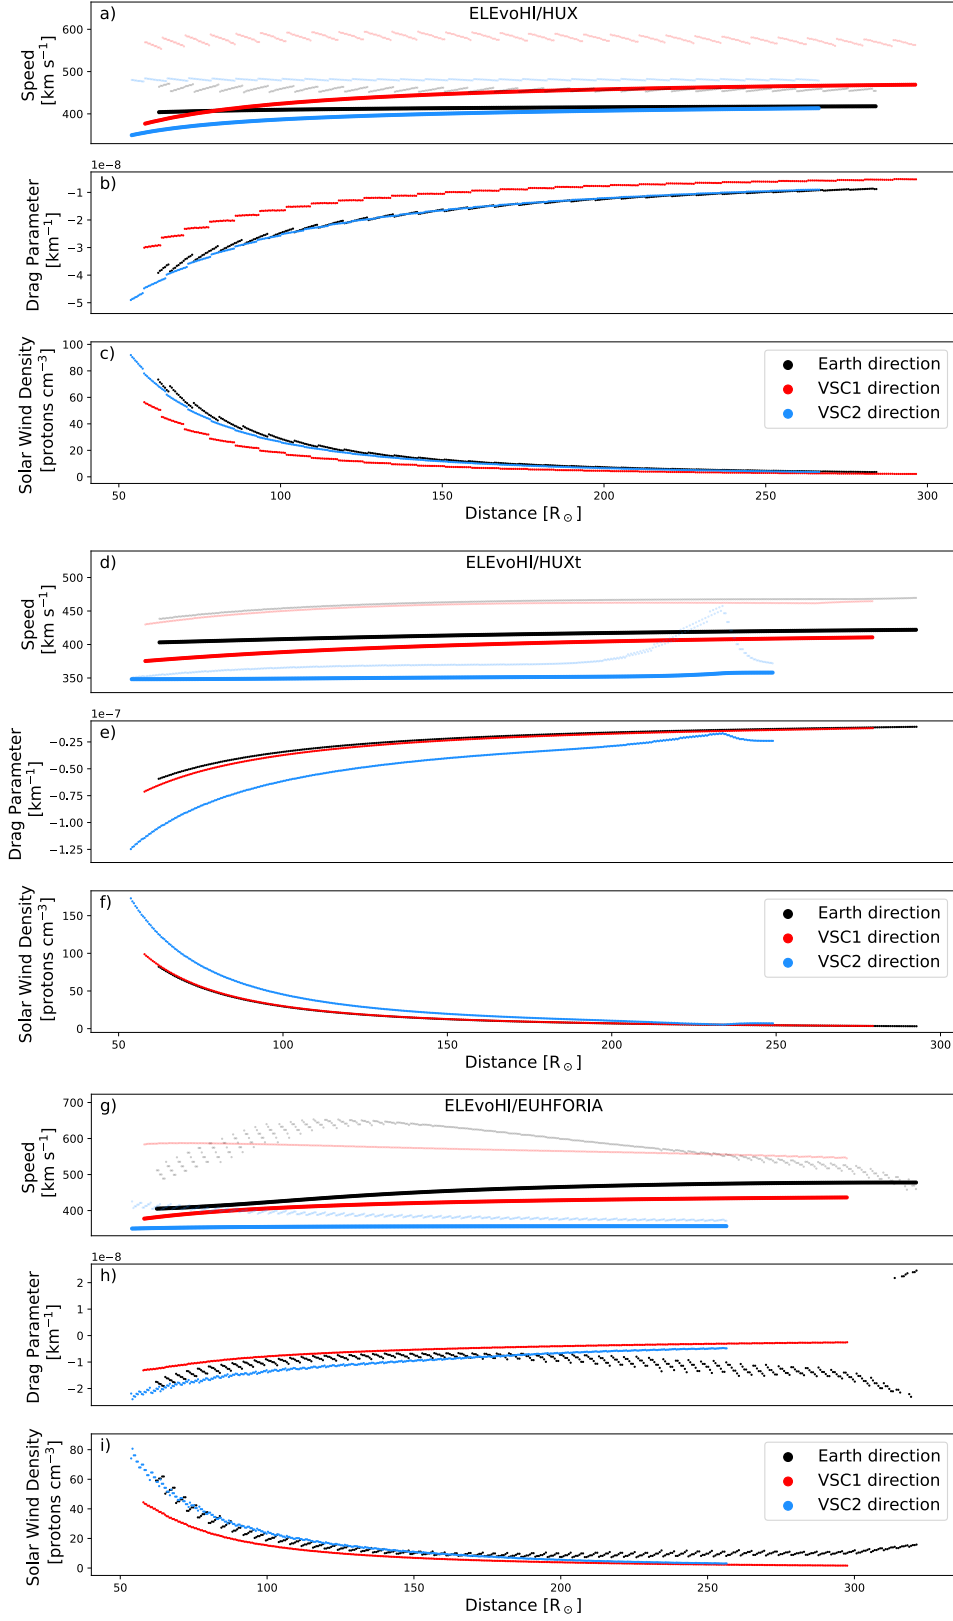 a)
ELEvoHI/HUX
Speed
[km s⁻¹]
600
500
400
1e-8
b)
Drag Parameter
[km⁻¹]
−1
−2
−3
−4
−5
c)
Solar Wind Density
[protons cm⁻³]
100
80
60
40
20
0
Earth direction
VSC1 direction
VSC2 direction
50 100 150 200 250 300
Distance [R☉]
d)
ELEvoHI/HUXt
Speed
[km s⁻¹]
500
450
400
350
1e-7
e)
Drag Parameter
[km⁻¹]
−0.25
−0.50
−0.75
−1.00
−1.25
f)
Solar Wind Density
[protons cm⁻³]
150
100
50
0
Earth direction
VSC1 direction
VSC2 direction
50 100 150 200 250 300
Distance [R☉]
g)
ELEvoHI/EUHFORIA
Speed
[km s⁻¹]
700
600
500
400
1e-8
h)
Drag Parameter
[km⁻¹]
2
1
0
−1
−2
i)
Solar Wind Density
[protons cm⁻³]
80
60
40
20
0
Earth direction
VSC1 direction
VSC2 direction
50 100 150 200 250 300
Distance [R☉]